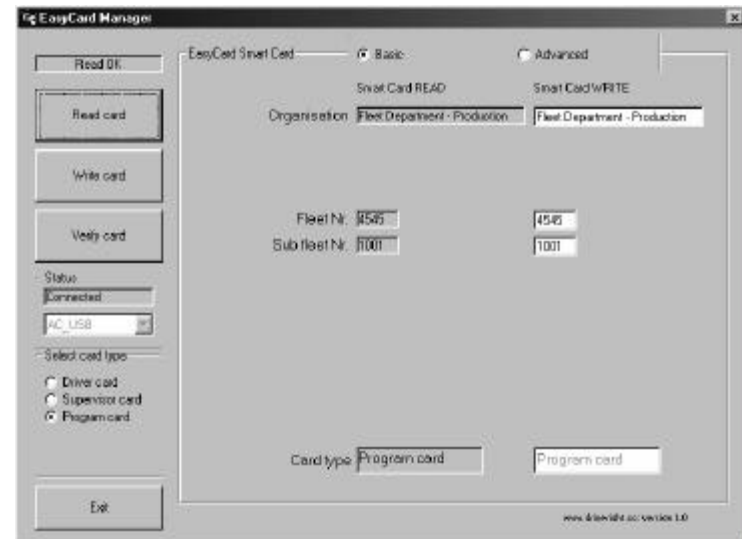 EasyCard Manager
Read OK
Read card
Write card
Verify card
Status
Connected
AC_USB
Select card type
Driver card
Supervisor card
Program card
Exit
EasyCard Smart Card
Basic
Advanced
Smart Card READ
Smart Card WRITE
Organisation
Fleet Department - Production
Fleet Department - Production
Fleet Nr.
4545
4545
Sub fleet Nr.
1001
1001
Card type
Program card
Program card
version 1.0